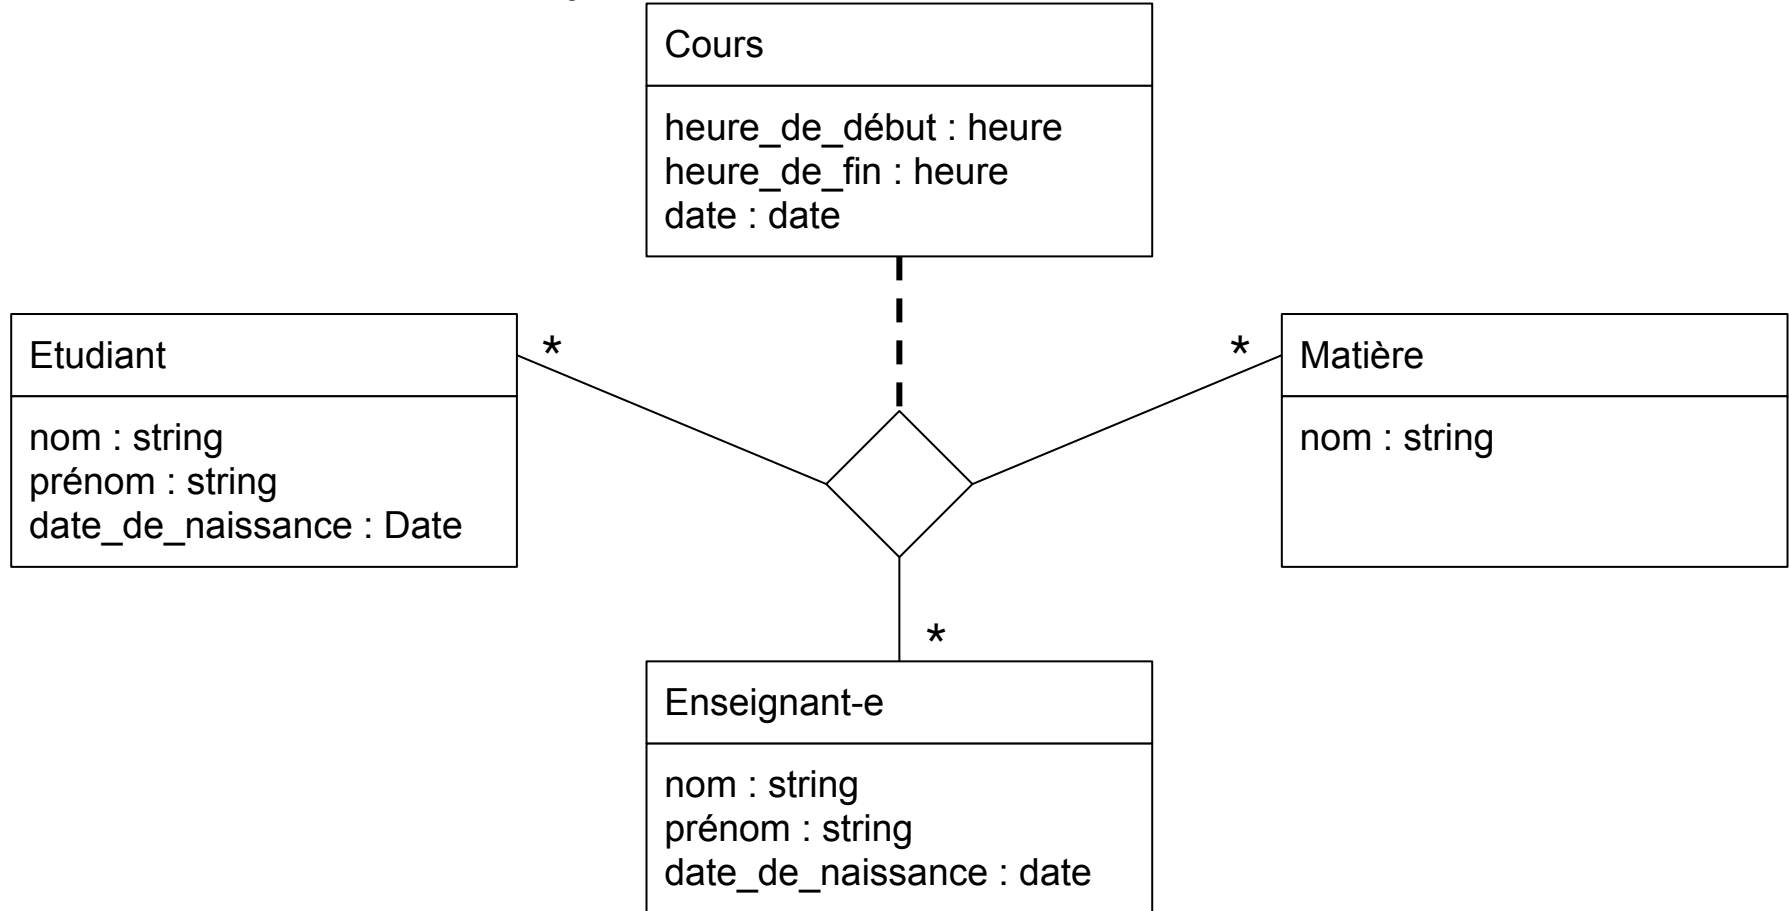 Cours
heure_de_début : heure
heure_de_fin : heure
date : date
Etudiant
nom : string
prénom : string
date_de_naissance : Date
*
*
Matière
nom : string
*
Enseignant-e
nom : string
prénom : string
date_de_naissance : date